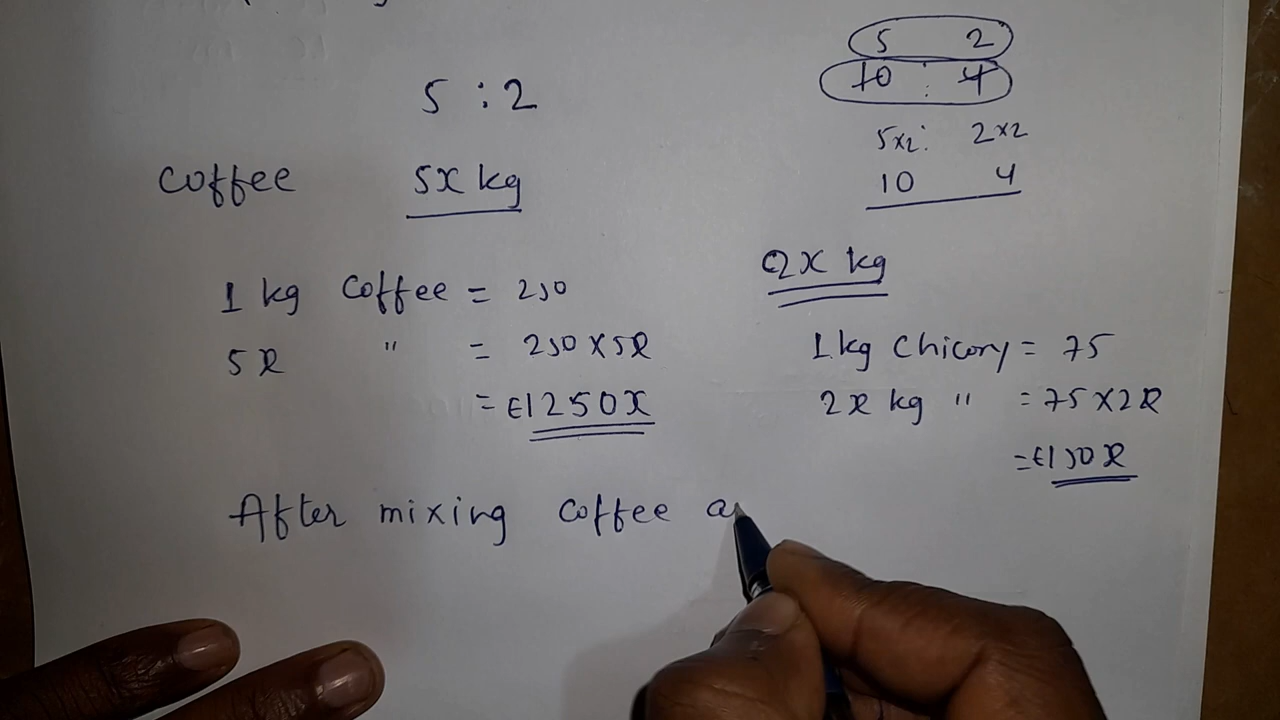 5 : 2
coffee 5x kg
1 kg coffee = 250
5x " = 250 x 5x
= €1250x
5 2
10 : 4
5x2: 2x2
10 4
2x kg
1 kg chicory = 75
2x kg " = 75 x 2x
= €150x
After mixing coffee a